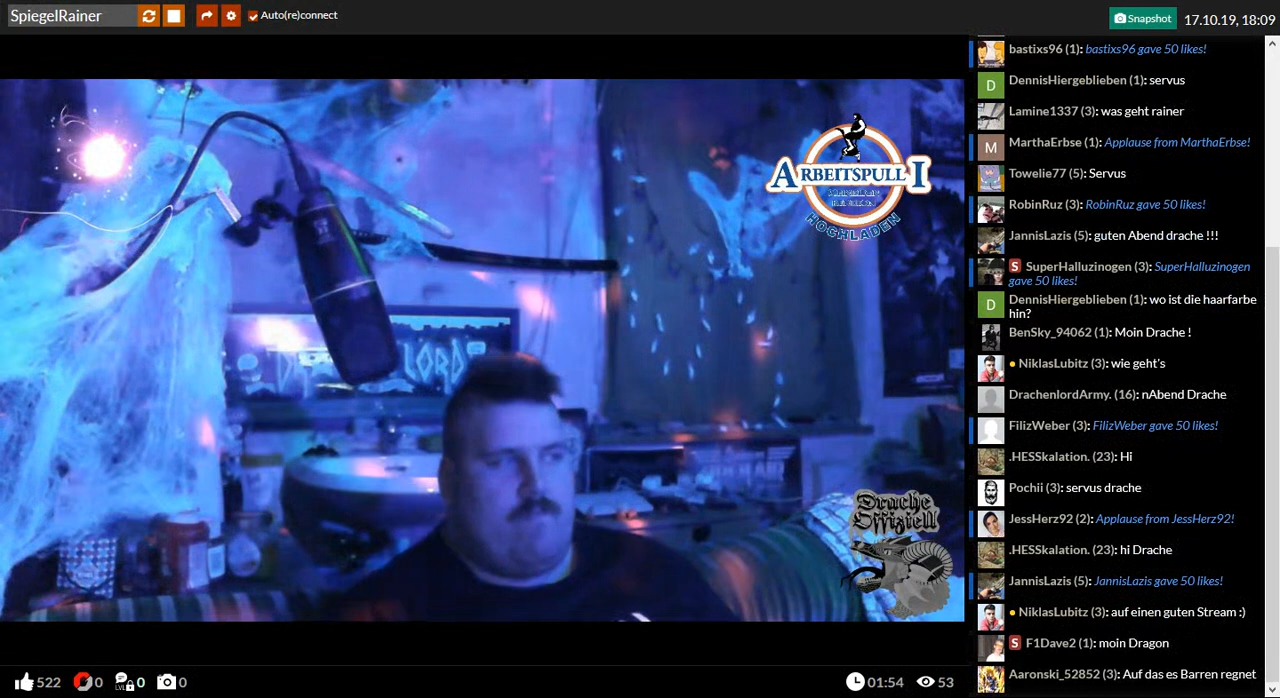 SpiegelRainer
Auto(re)connect
Snapshot
17.10.19, 18:09
ARBEITSPULLI
HOCHLADEN
LORD
Drache
Offiziell
bastixs96 (1): bastixs96 gave 50 likes!
D
DennisHiergeblieben (1): servus
Lamine1337 (3): was geht rainer
M
MarthaErbse (1): Applause from MarthaErbse!
Towelie77 (5): Servus
RobinRuz (3): RobinRuz gave 50 likes!
JannisLazis (5): guten Abend drache !!!
S SuperHalluzinogen (3): SuperHalluzinogen
gave 50 likes!
D
DennisHiergeblieben (1): wo ist die haarfarbe
hin?
BenSky_94062 (1): Moin Drache !
NiklasLubitz (3): wie geht's
DrachenlordArmy. (16): nAbend Drache
FilizWeber (3): FilizWeber gave 50 likes!
.HESSkalation. (23): Hi
Pochii (3): servus drache
JessHerz92 (2): Applause from JessHerz92!
.HESSkalation. (23): hi Drache
JannisLazis (5): JannisLazis gave 50 likes!
NiklasLubitz (3): auf einen guten Stream :)
S F1Dave2 (1): moin Dragon
Aaronski_52852 (3): Auf das es Barren regnet
522
0
LVL
0
0
01:54
53